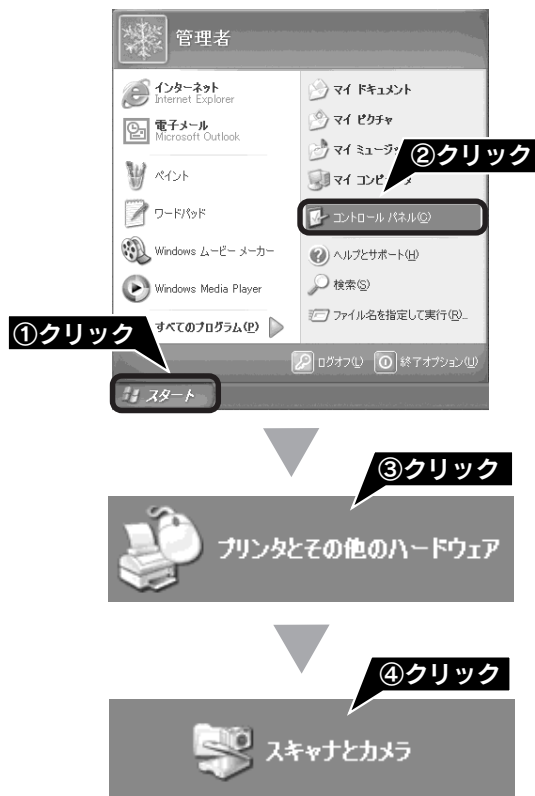 管理者
インターネット
Internet Explorer
電子メール
Microsoft Outlook
ペイント
ワードパッド
Windows ムービー メーカー
Windows Media Player
すべてのプログラム(P)
マイ ドキュメント
マイ ピクチャ
マイ ミュージ
マイ コンピュータ
コントロール パネル(C)
ヘルプとサポート(H)
検索(S)
ファイル名を指定して実行(R)...
ログオフ(L)
終了オプション(U)
スタート
①クリック
②クリック
③クリック
プリンタとその他のハードウェア
④クリック
スキャナとカメラ